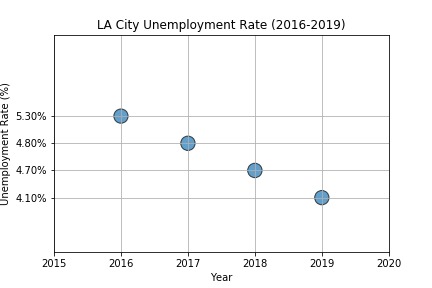 LA City Unemployment Rate (2016-2019)
Unemployment Rate (%)
5.30%
4.80%
4.70%
4.10%
2015 2016 2017 2018 2019 2020
Year